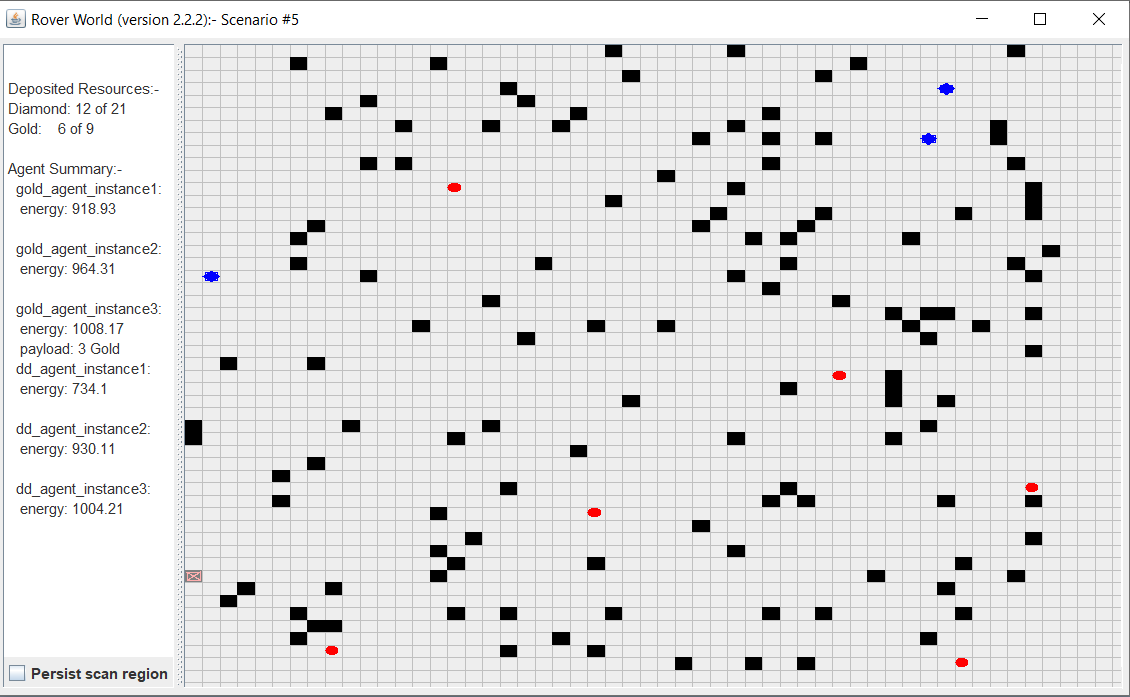 Rover World (version 2.2.2):- Scenario #5
Deposited Resources:-
Diamond: 12 of 21
Gold: 6 of 9
Agent Summary:-
gold_agent_instance1:
energy: 918.93
gold_agent_instance2:
energy: 964.31
gold_agent_instance3:
energy: 1008.17
payload: 3 Gold
dd_agent_instance1:
energy: 734.1
dd_agent_instance2:
energy: 930.11
dd_agent_instance3:
energy: 1004.21
Persist scan region